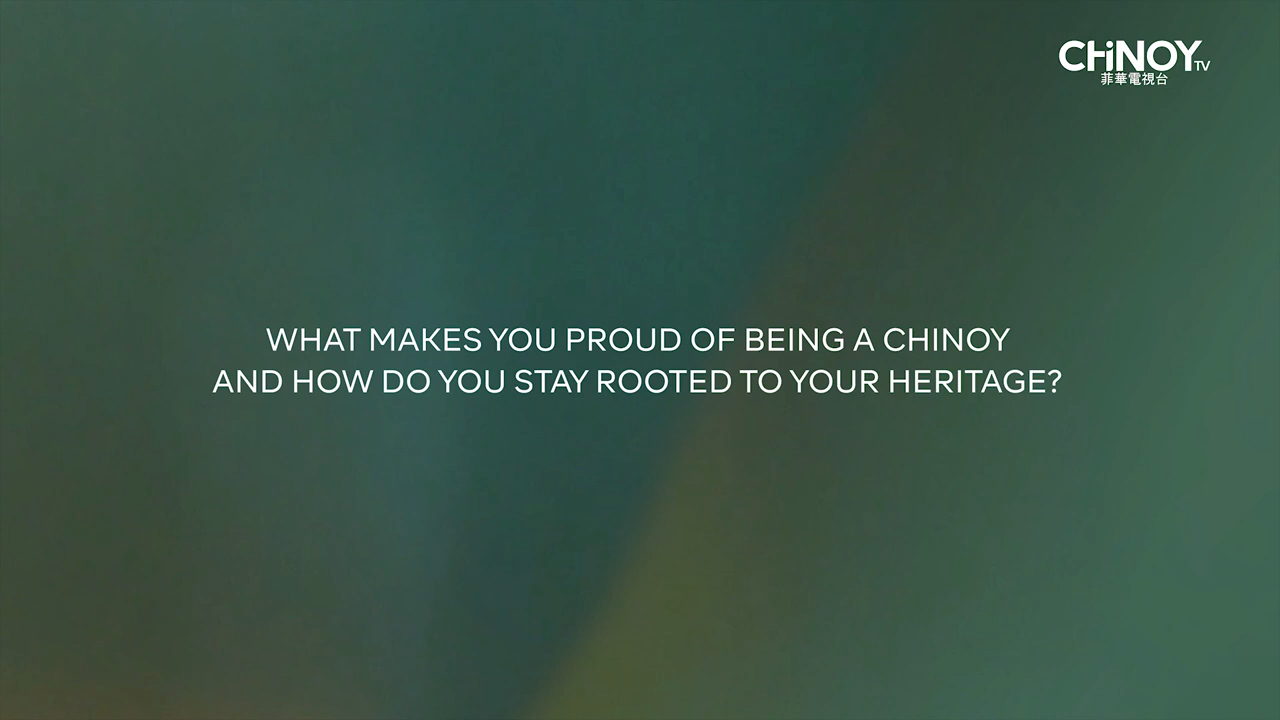 CHiNOY TV
菲華電視台
WHAT MAKES YOU PROUD OF BEING A CHINOY
AND HOW DO YOU STAY ROOTED TO YOUR HERITAGE?